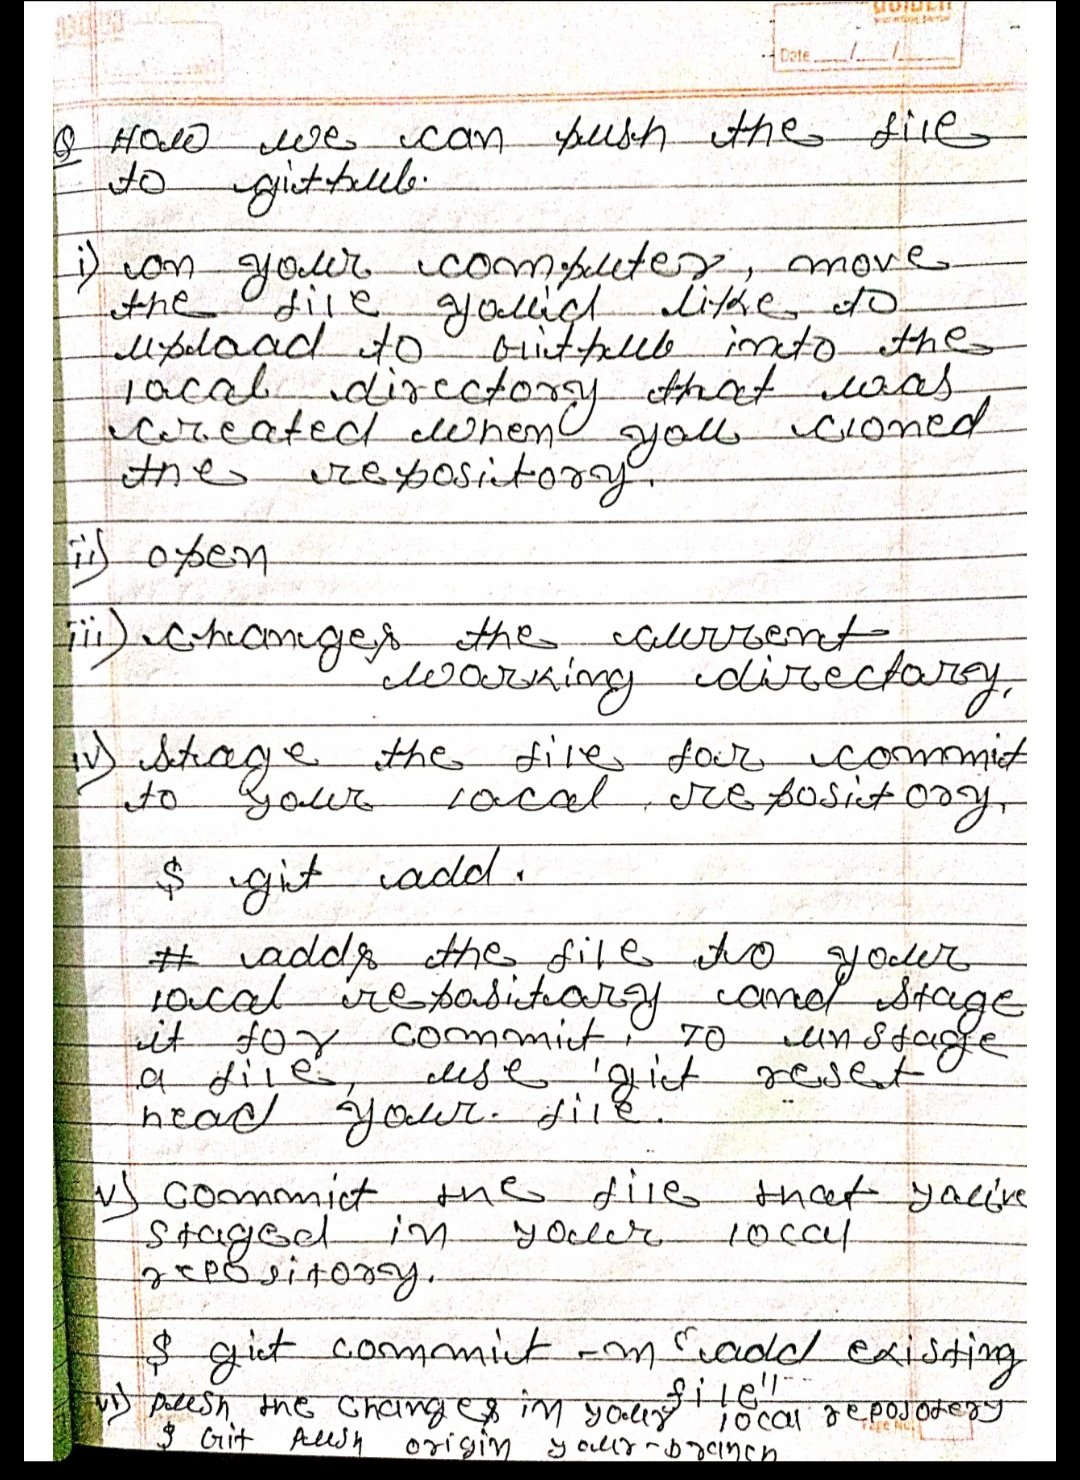 Date / /
Q How we can push the file
to github.
i) on your computer, move
the file you'd like to
upload to Github into the
local directory that was
created when you cloned
the repository.
ii) open
iii) changes the current
working directory.
iv) stage the file for commit
to your local repository.
$ git add .
# adds the file to your
local repository and stage
it for commit. To unstage
a file, use 'git reset
head your file.
v) Commit the file that you've
staged in your local
repository.
$ git commit -m "add existing
file"
vi) Push the changes in your local reposotery
$ Git Push origin your-branch